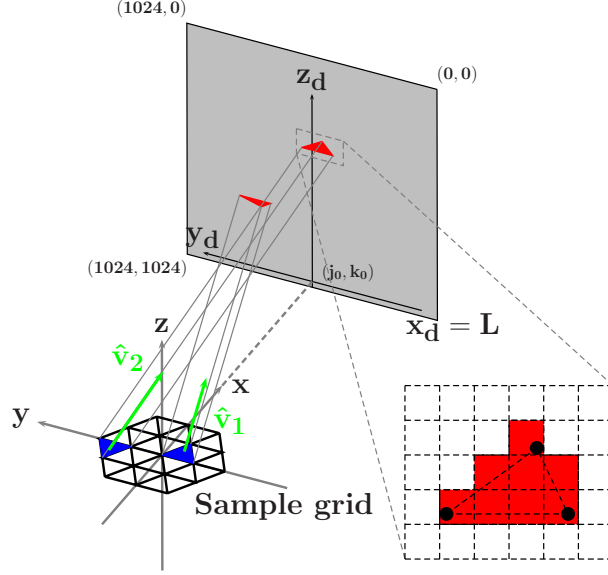 (1024, 0)
(0, 0)
z_d
y_d
(1024, 1024)
(j_0, k_0)
x_d = L
z
v̂_2
x
v̂_1
y
Sample grid